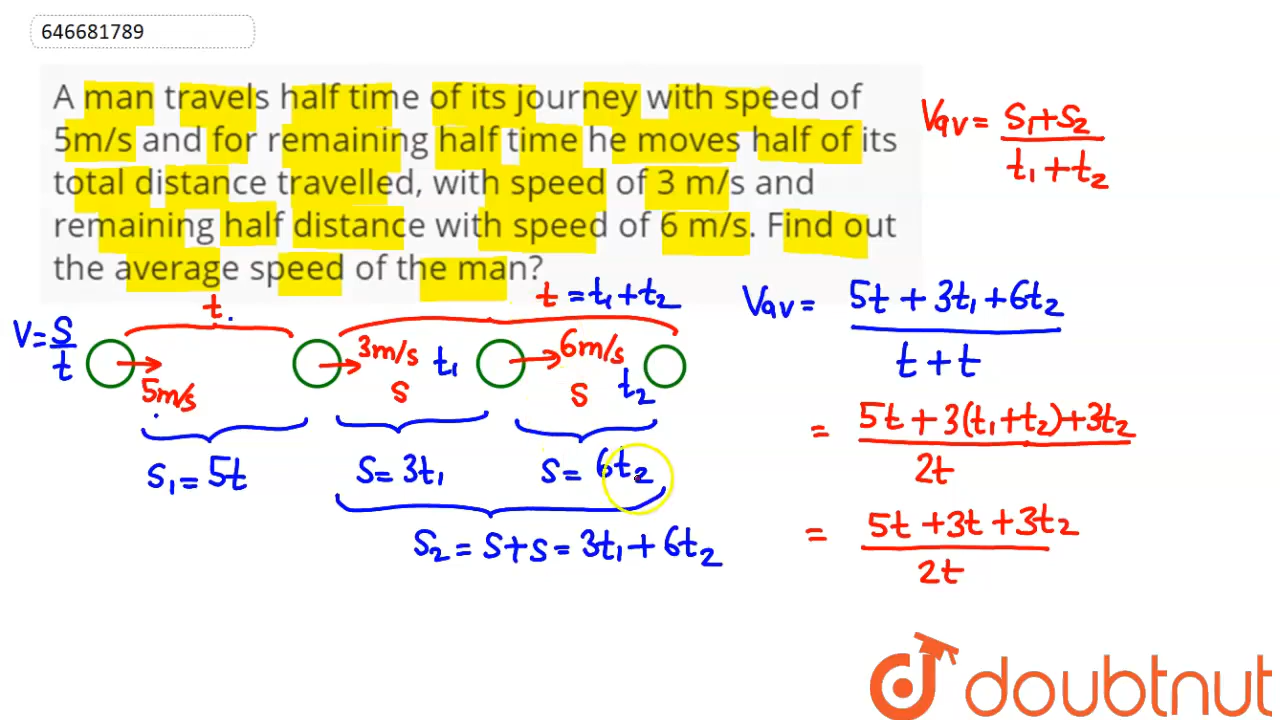 646681789
A man travels half time of its journey with speed of
5m/s and for remaining half time he moves half of its
total distance travelled, with speed of 3 m/s and
remaining half distance with speed of 6 m/s. Find out
the average speed of the man?
Vav = S1+S2
t1+t2
t
t = t1+t2
V = S
t
5m/s
3m/s
t1
S
6m/s
S
t2
S1 = 5t
S = 3t1
S = 6t2
S2 = S+S = 3t1 + 6t2
Vav = 5t + 3t1 + 6t2
t + t
= 5t + 3(t1+t2)+3t2
2t
= 5t + 3t + 3t2
2t
doubtnut